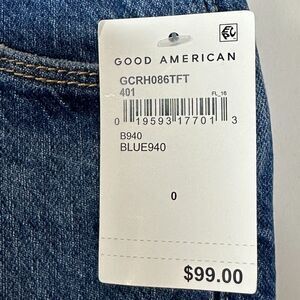 GOOD AMERICAN
GCRH086TFT
401
FL_16
0 19593 17701 3
B940
BLUE940
0
$99.00